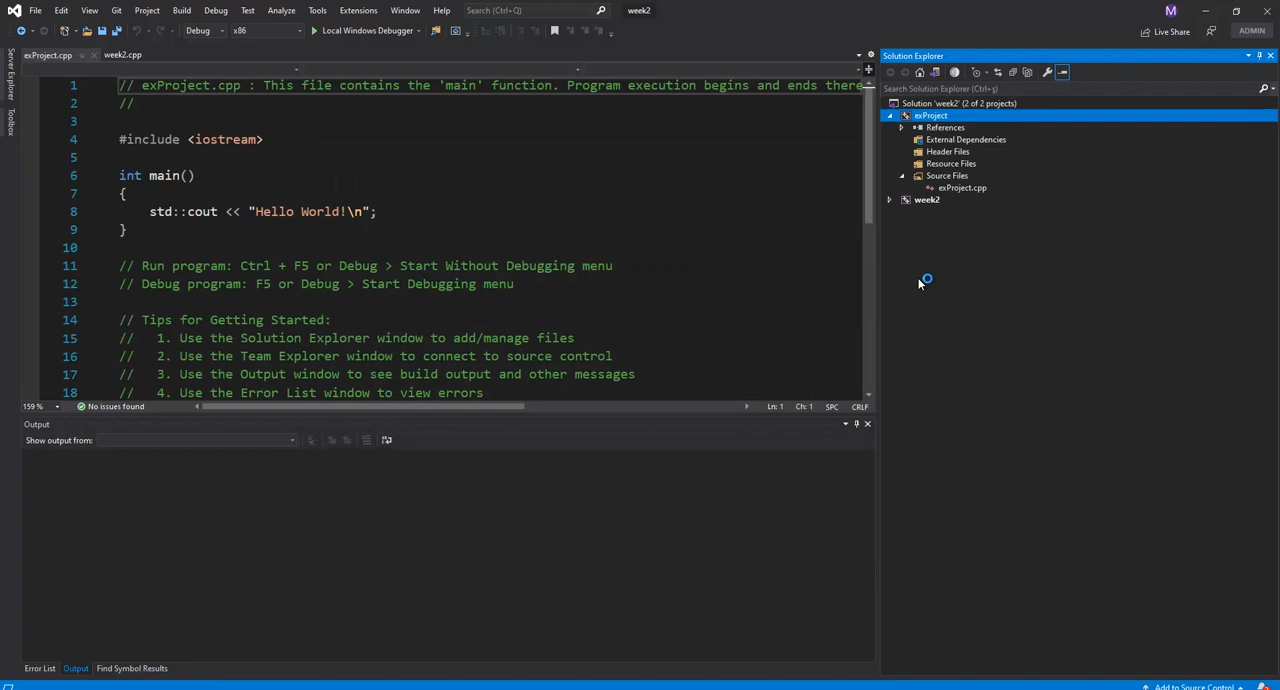 File Edit View Git Project Build Debug Test Analyze Tools Extensions Window Help Search (Ctrl+Q) week2 M
Debug x86 Local Windows Debugger Live Share ADMIN
Server Explorer
Toolbox
exProject.cpp week2.cpp
1 // exProject.cpp : This file contains the 'main' function. Program execution begins and ends there
2 //
3
4 #include <iostream>
5
6 int main()
7 {
8 std::cout << "Hello World!\n";
9 }
10
11 // Run program: Ctrl + F5 or Debug > Start Without Debugging menu
12 // Debug program: F5 or Debug > Start Debugging menu
13
14 // Tips for Getting Started:
15 // 1. Use the Solution Explorer window to add/manage files
16 // 2. Use the Team Explorer window to connect to source control
17 // 3. Use the Output window to see build output and other messages
18 // 4. Use the Error List window to view errors
159 % No issues found Ln: 1 Ch: 1 SPC CRLF
Output
Show output from:
Error List Output Find Symbol Results
Solution Explorer
Search Solution Explorer (Ctrl+ş)
Solution 'week2' (2 of 2 projects)
exProject
References
External Dependencies
Header Files
Resource Files
Source Files
exProject.cpp
week2
Add to Source Control